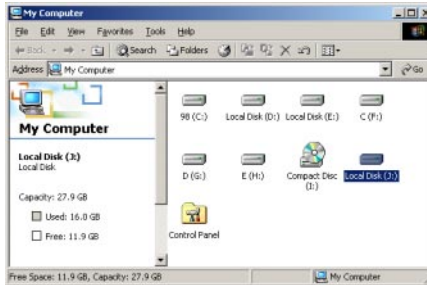 My Computer
File Edit View Favorites Tools Help
Back Search Folders
Address My Computer Go
My Computer
Local Disk (J:)
Local Disk
Capacity: 27.9 GB
Used: 16.0 GB
Free: 11.9 GB
98 (C:) Local Disk (D:) Local Disk (E:) C (F:)
D (G:) E (H:) Compact Disc (I:) Local Disk (J:)
Control Panel
Free Space: 11.9 GB, Capacity: 27.9 GB My Computer